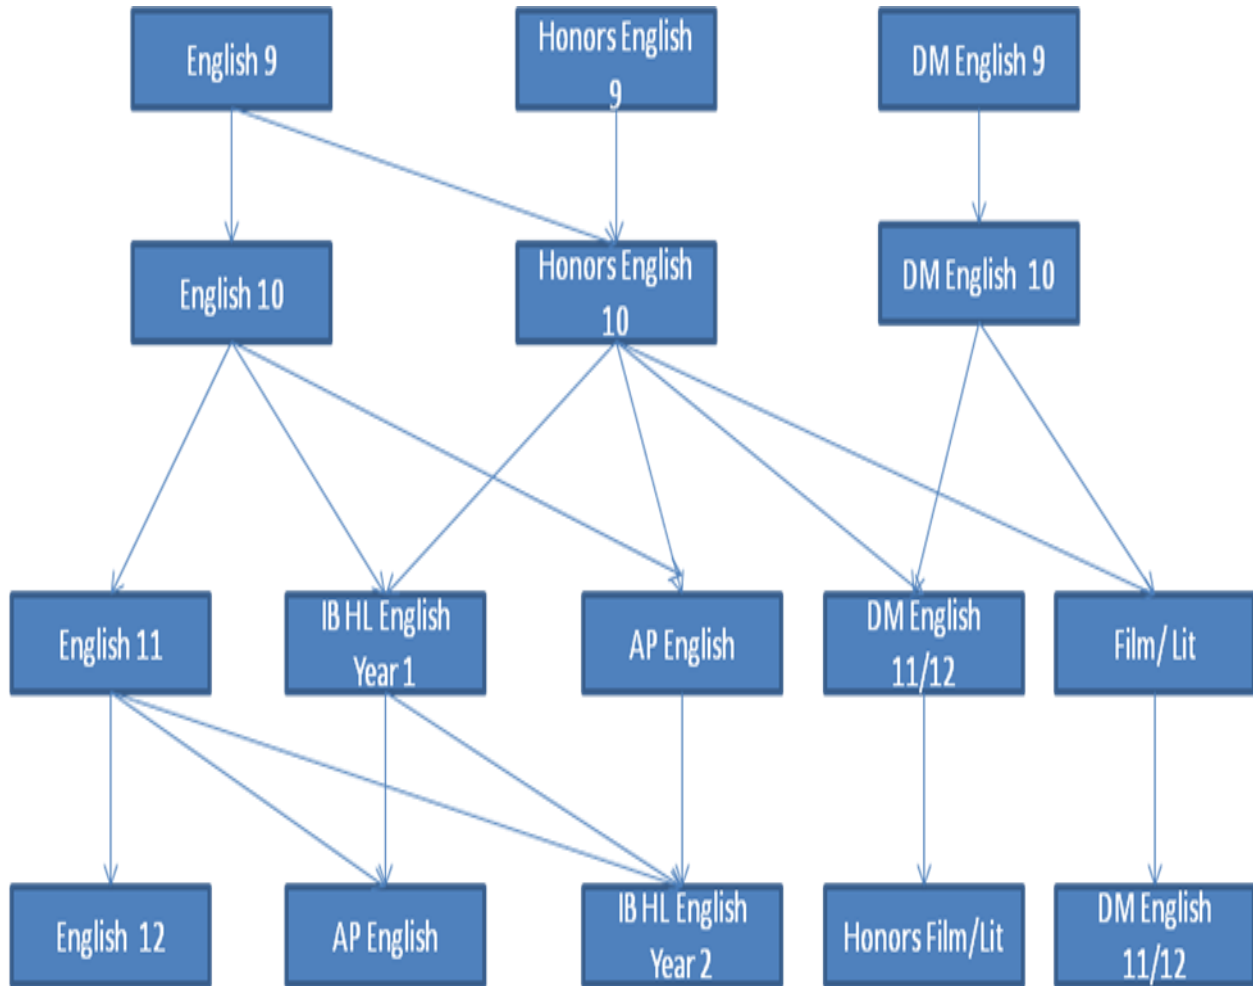 English 9
Honors English
9
DM English 9
English 10
Honors English
10
DM English 10
English 11
IB HL English
Year 1
AP English
DM English
11/12
Film/ Lit
English 12
AP English
IB HL English
Year 2
Honors Film/Lit
DM English
11/12